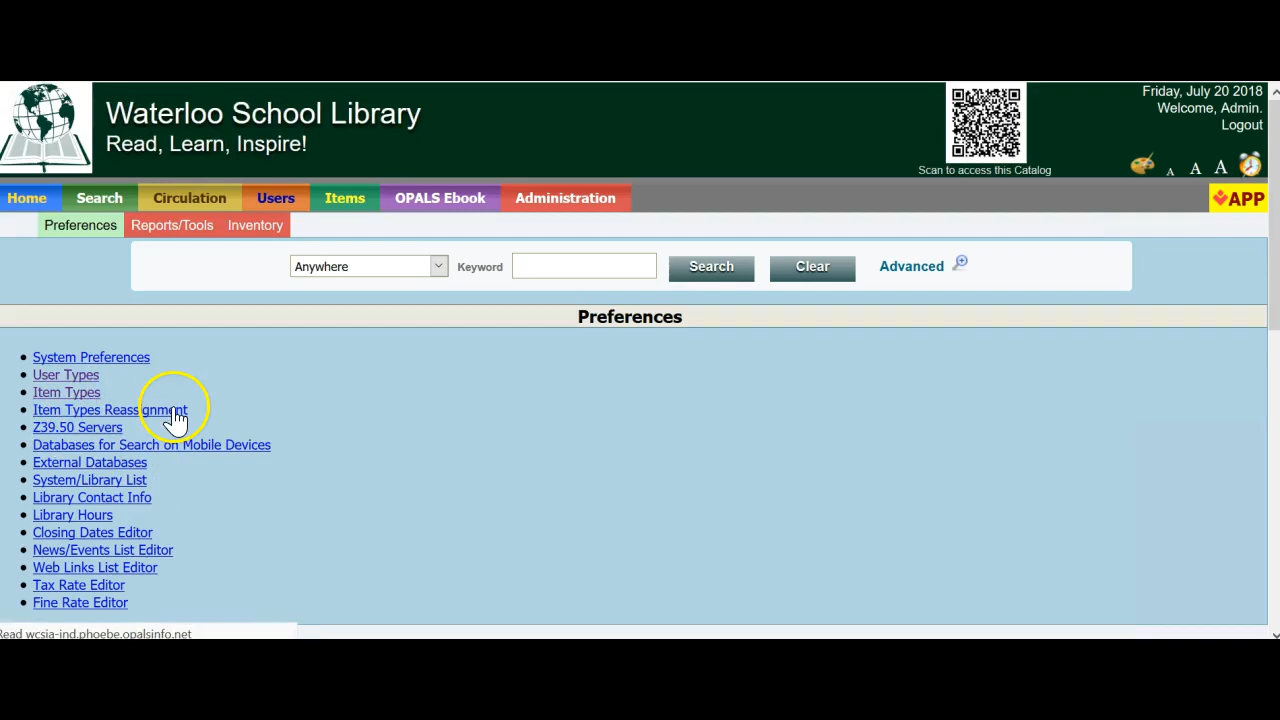 Waterloo School Library
Read, Learn, Inspire!
Scan to access this Catalog
Friday, July 20 2018
Welcome, Admin.
Logout
A A A
Home Search Circulation Users Items OPALS Ebook Administration
APP
Preferences Reports/Tools Inventory
Anywhere Keyword Search Clear Advanced
Preferences
System Preferences
User Types
Item Types
Item Types Reassignment
Z39.50 Servers
Databases for Search on Mobile Devices
External Databases
System/Library List
Library Contact Info
Library Hours
Closing Dates Editor
News/Events List Editor
Web Links List Editor
Tax Rate Editor
Fine Rate Editor
Read wcsia-ind.phoebe.opalsinfo.net